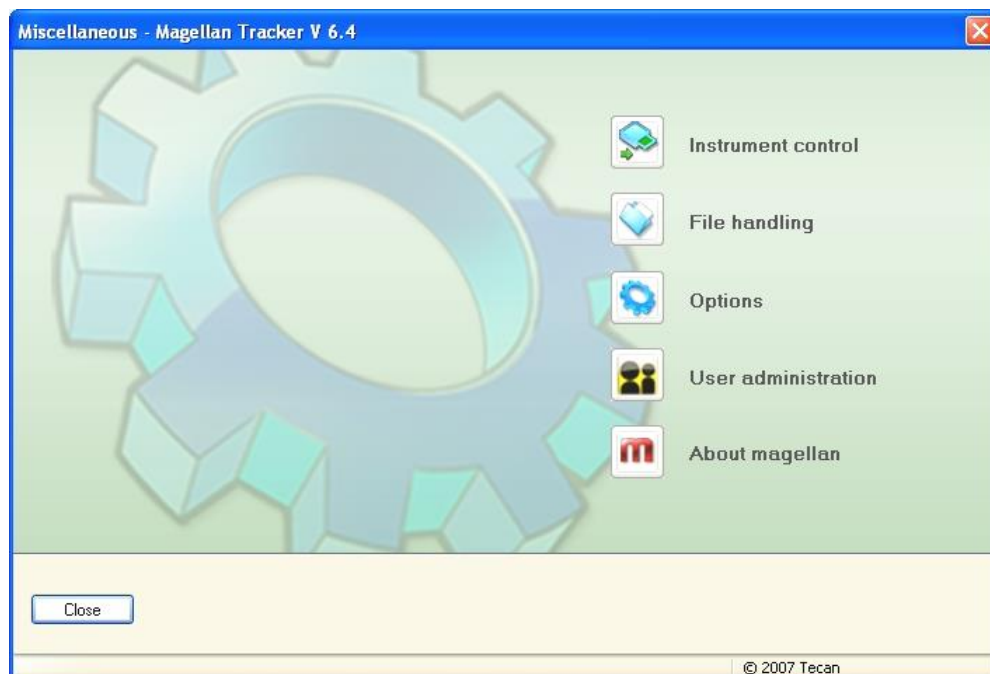 Miscellaneous - Magellan Tracker V 6.4
Instrument control
File handling
Options
User administration
m
About magellan
Close
© 2007 Tecan